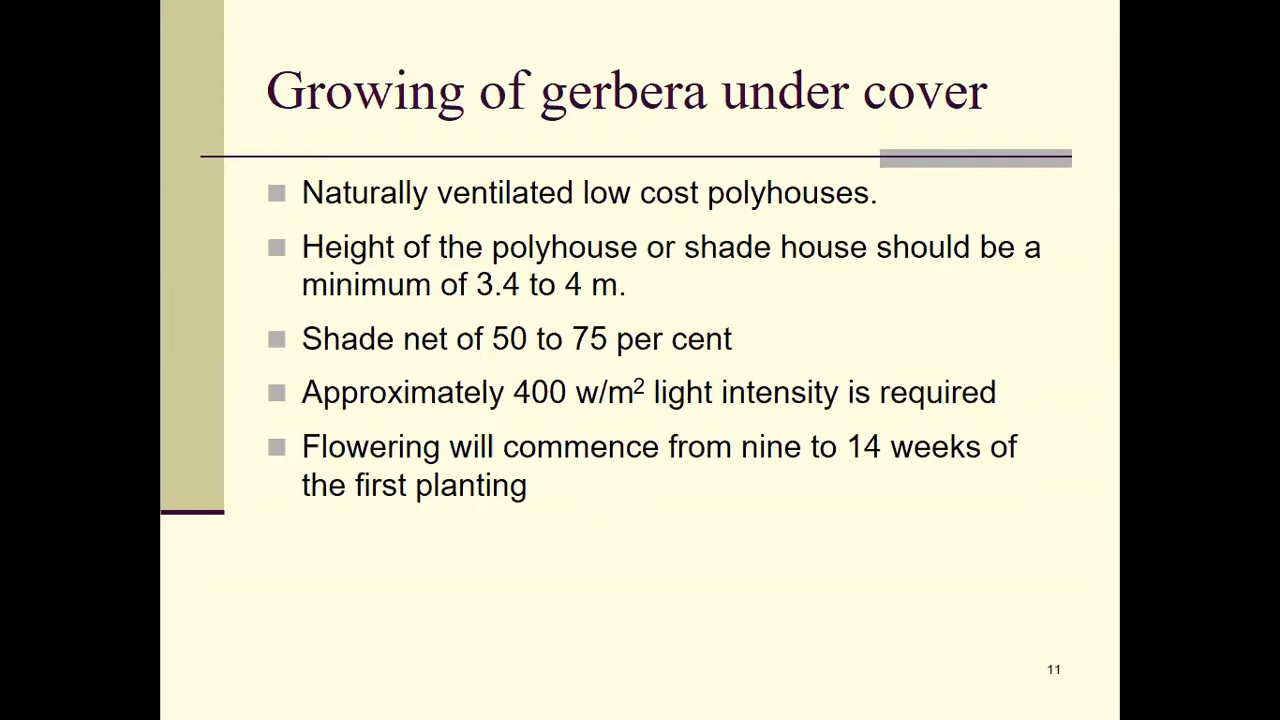 Growing of gerbera under cover
Naturally ventilated low cost polyhouses.
Height of the polyhouse or shade house should be a
minimum of 3.4 to 4 m.
Shade net of 50 to 75 per cent
Approximately 400 w/m² light intensity is required
Flowering will commence from nine to 14 weeks of
the first planting
11